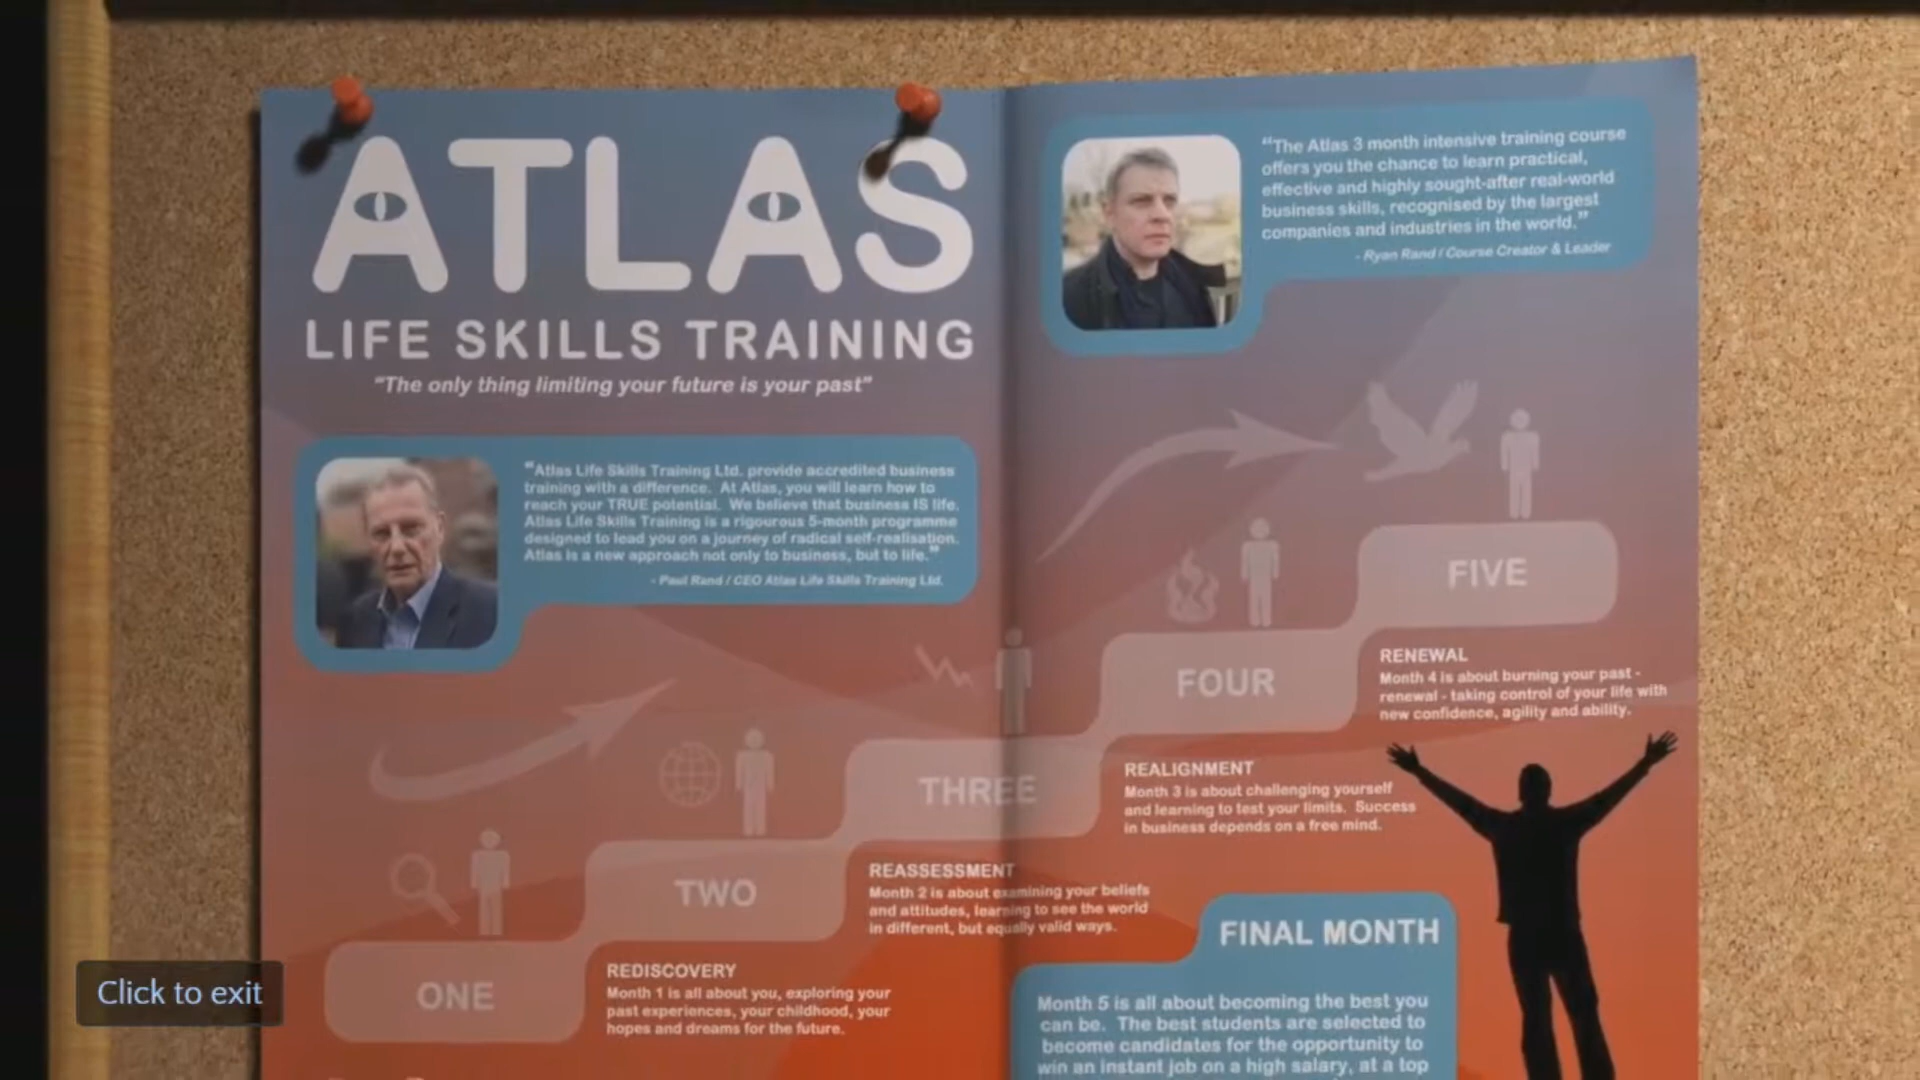 ATLAS
LIFE SKILLS TRAINING
"The only thing limiting your future is your past"
"Atlas Life Skills Training Ltd. provide accredited business
training with a difference. At Atlas, you will learn how to
reach your TRUE potential. We believe that business IS life.
Atlas Life Skills Training is a rigourous 5-month programme
designed to lead you on a journey of radical self-realisation.
Atlas is a new approach not only to business, but to life."
- Paul Rand / CEO Atlas Life Skills Training Ltd.
"The Atlas 3 month intensive training course
offers you the chance to learn practical,
effective and highly sought-after real-world
business skills, recognised by the largest
companies and industries in the world."
- Ryan Rand / Course Creator & Leader
FIVE
RENEWAL
Month 4 is about burning your past -
renewal - taking control of your life with
new confidence, agility and ability.
FOUR
REALIGNMENT
Month 3 is about challenging yourself
and learning to test your limits. Success
in business depends on a free mind.
THREE
REASSESSMENT
Month 2 is about examining your beliefs
and attitudes, learning to see the world
in different, but equally valid ways.
TWO
REDISCOVERY
Month 1 is all about you, exploring your
past experiences, your childhood, your
hopes and dreams for the future.
ONE
FINAL MONTH
Month 5 is all about becoming the best you
can be. The best students are selected to
become candidates for the opportunity to
win an instant job on a high salary, at a top
Click to exit